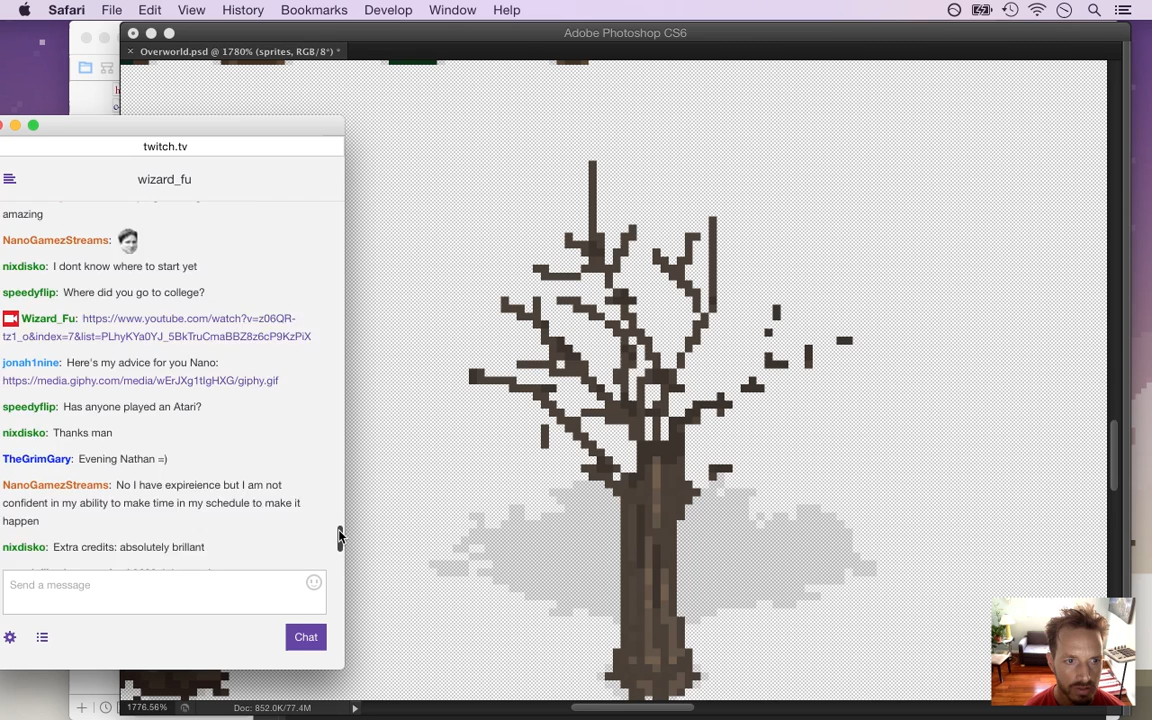 Safari File Edit View History Bookmarks Develop Window Help
Adobe Photoshop CS6
× Overworld.psd @ 1780% (sprites, RGB/8*) *
twitch.tv
wizard_fu
amazing
NanoGamezStreams:
nixdisko: I dont know where to start yet
speedyflip: Where did you go to college?
Wizard_Fu: https://www.youtube.com/watch?v=z06QR-
tz1_o&index=7&list=PLhyKYa0YJ_5BkTruCmaBBZ8z6cP9KzPiX
jonah1nine: Here's my advice for you Nano:
https://media.giphy.com/media/wErJXg1tIgHXG/giphy.gif
speedyflip: Has anyone played an Atari?
nixdisko: Thanks man
TheGrimGary: Evening Nathan =)
NanoGamezStreams: No I have expireience but I am not
confident in my ability to make time in my schedule to make it
happen
nixdisko: Extra credits: absolutely brillant
Send a message
Chat
1776.56% Doc: 852.0K/77.4M